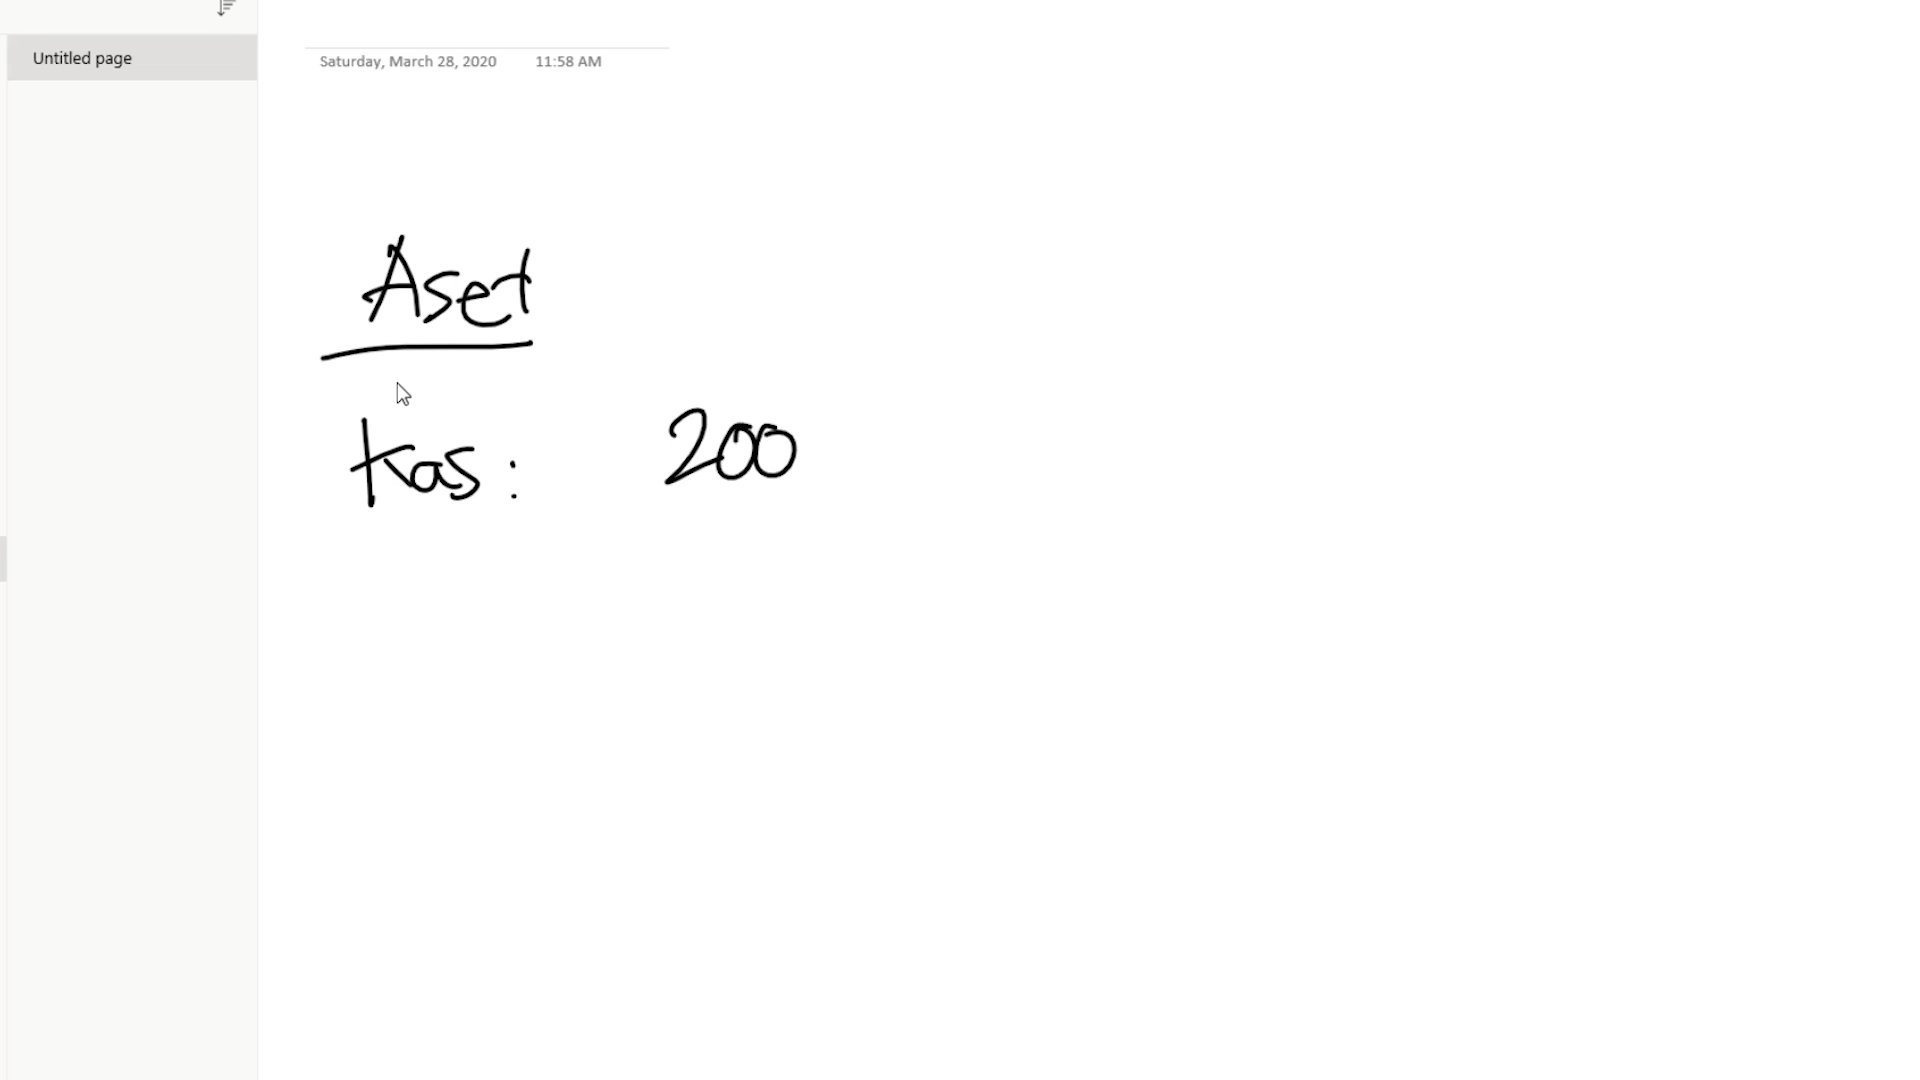 Untitled page
Saturday, March 28, 2020 11:58 AM
Aset
Kas: 200